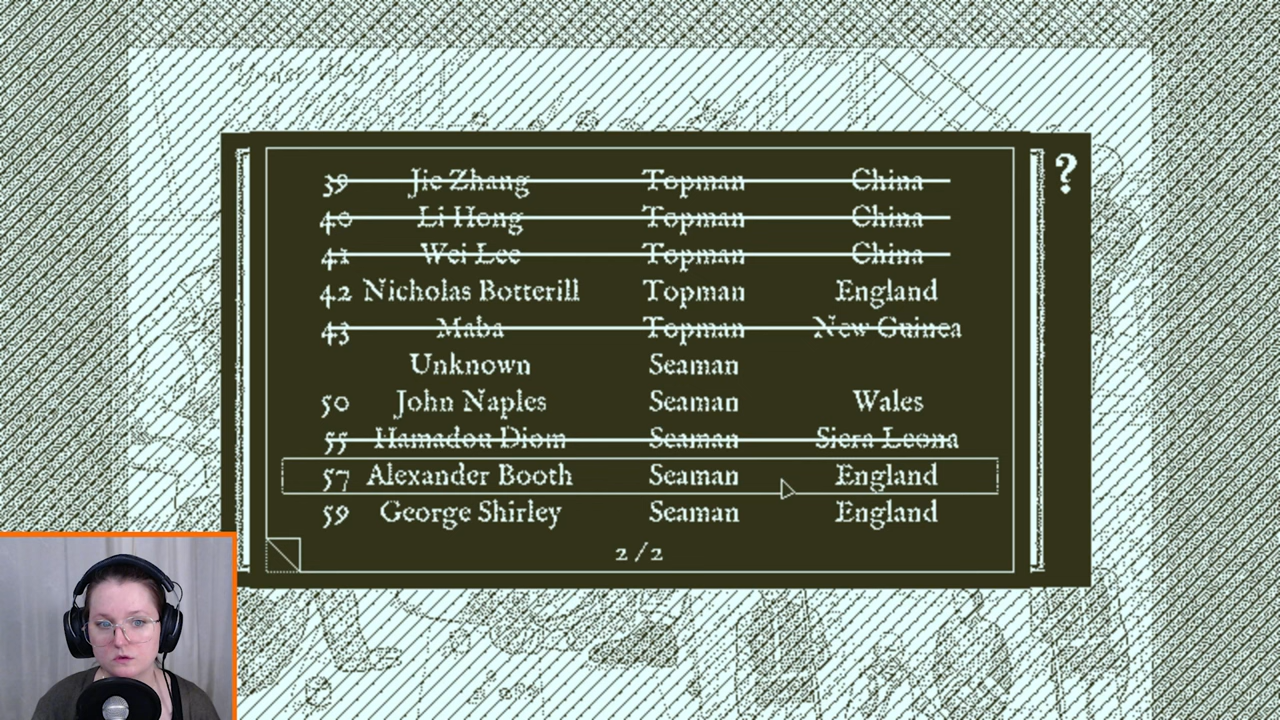 Under Way
?
39 Jie Zhang Topman China
40 Li Hong Topman China
41 Wei Lee Topman China
42 Nicholas Botterill Topman England
43 Maba Topman New Guinea
Unknown Seaman
50 John Naples Seaman Wales
55 Hamadou Diom Seaman Siera Leona
57 Alexander Booth Seaman England
59 George Shirley Seaman England
2/2